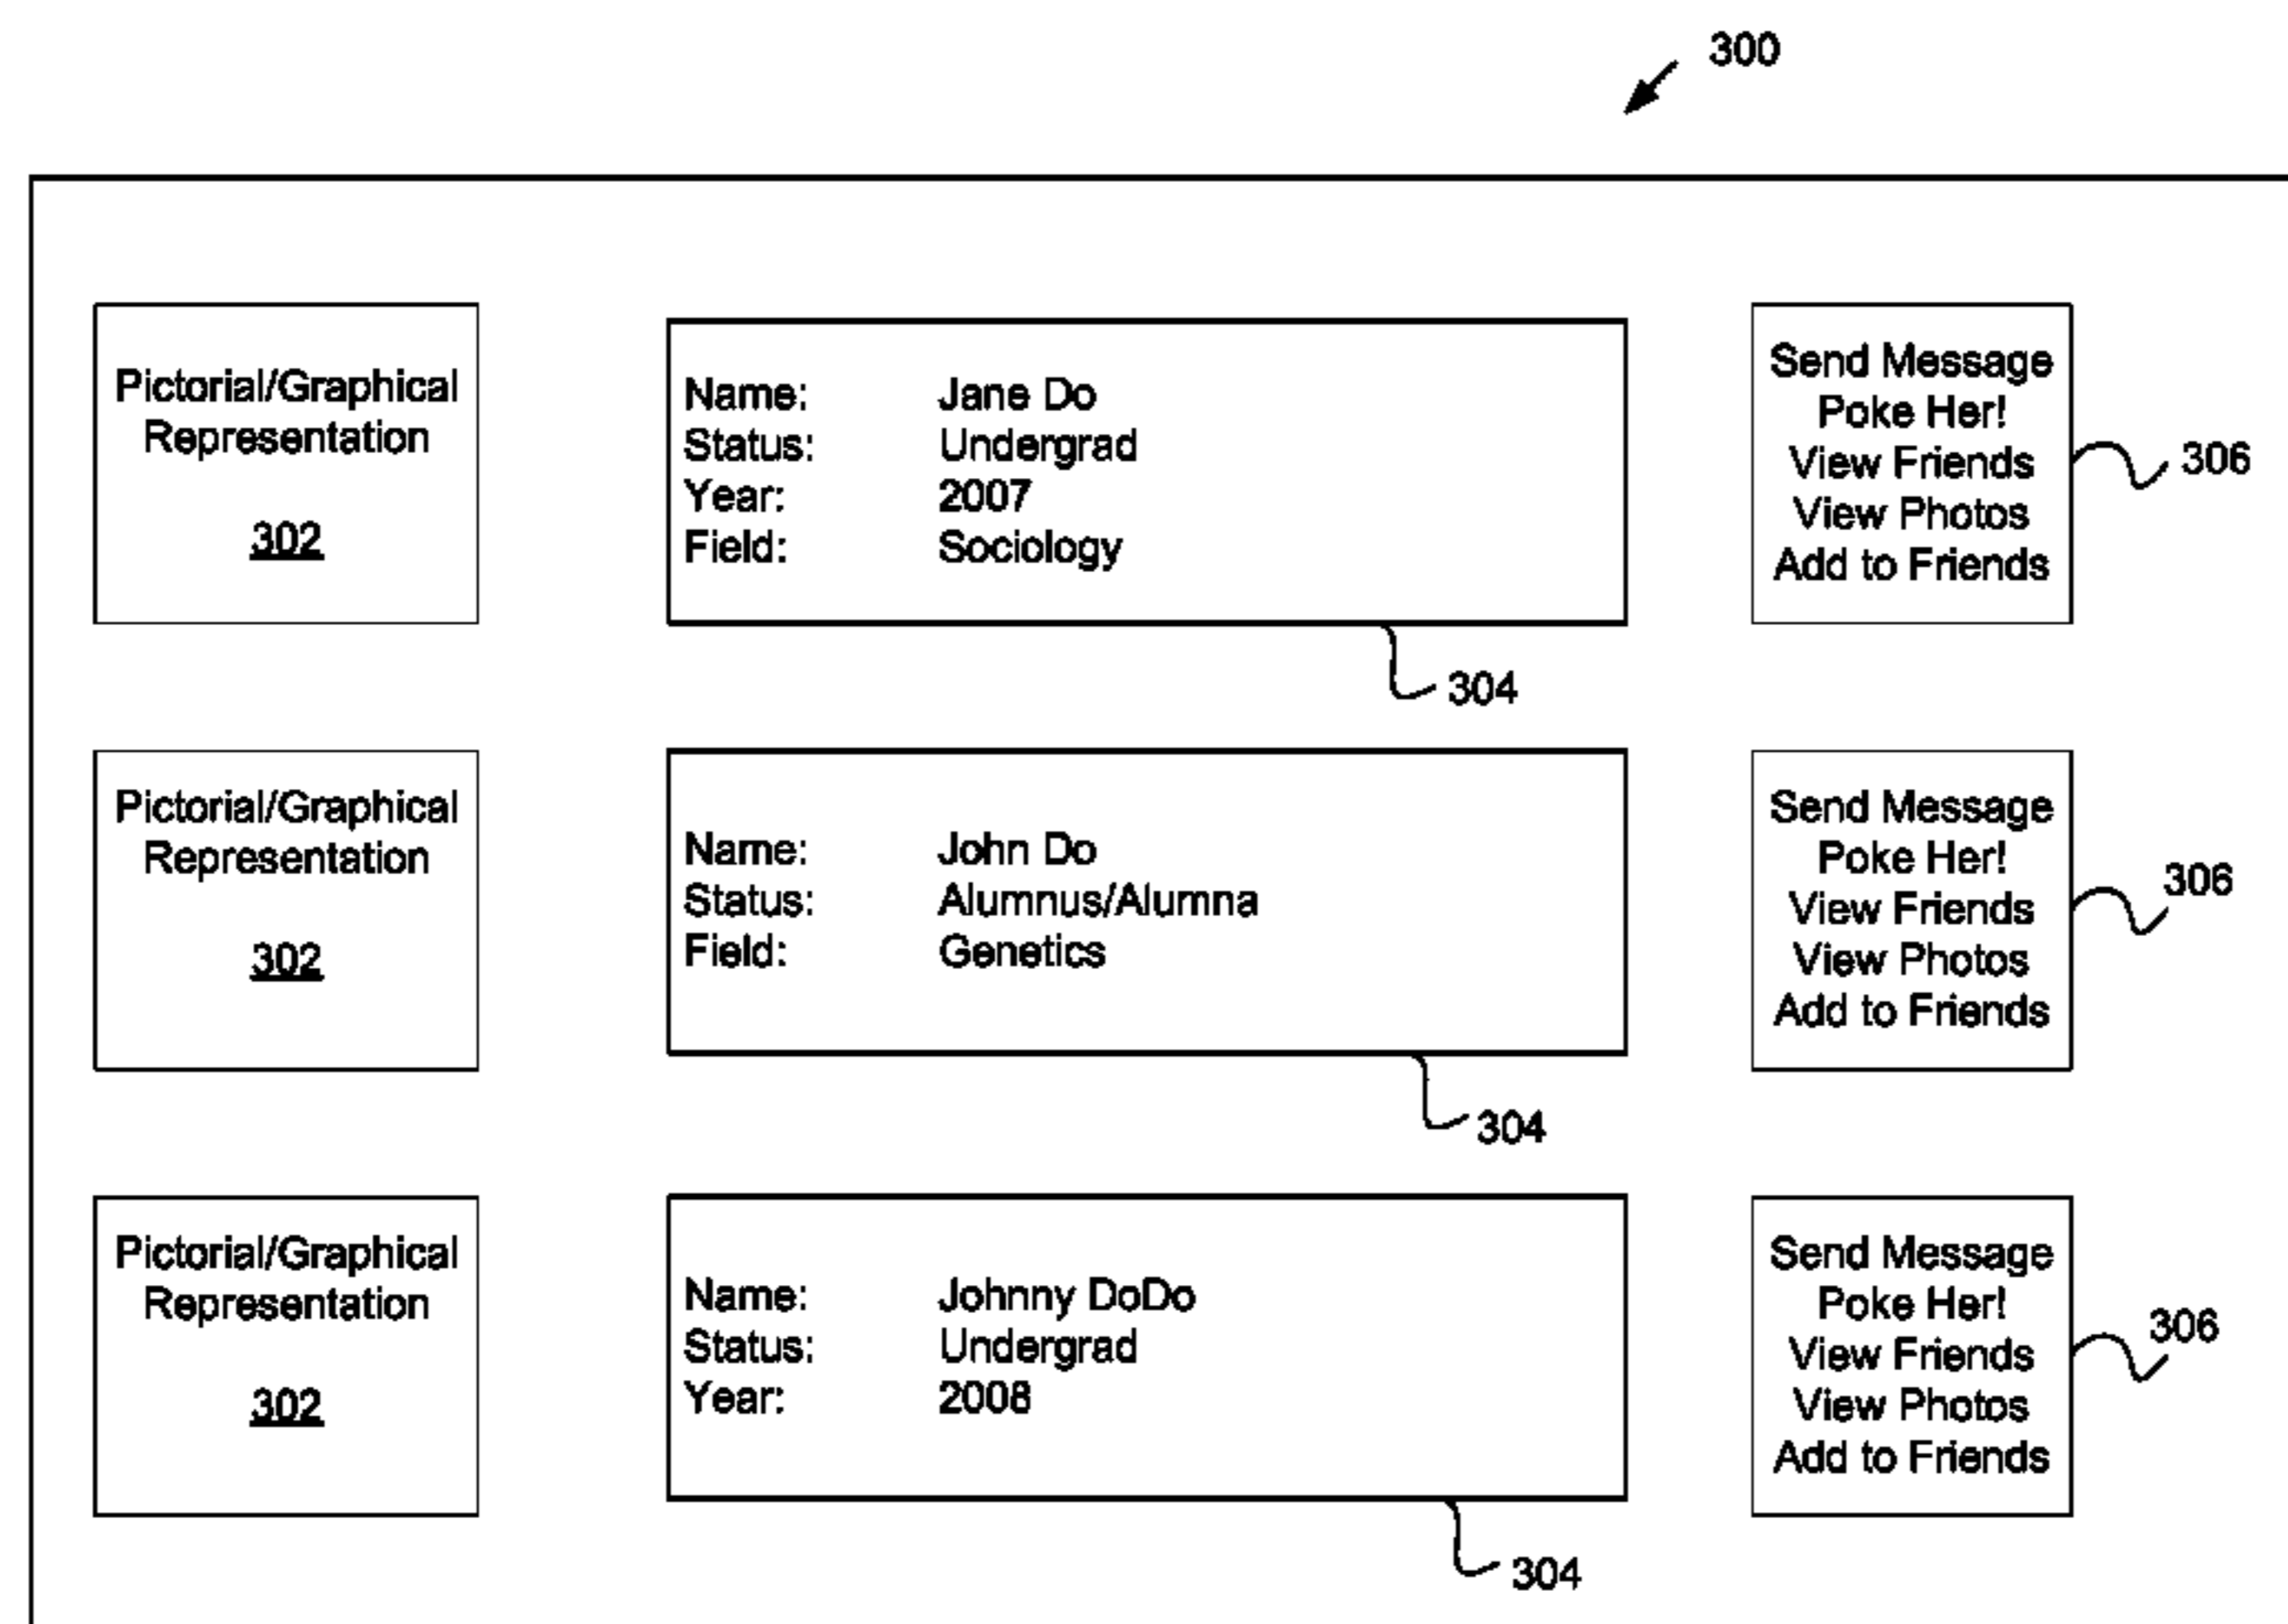 300
Pictorial/Graphical
Representation
302
Name: Jane Do
Status: Undergrad
Year: 2007
Field: Sociology
304
Send Message
Poke Her!
View Friends
View Photos
Add to Friends
306
Pictorial/Graphical
Representation
302
Name: John Do
Status: Alumnus/Alumna
Field: Genetics
304
Send Message
Poke Her!
View Friends
View Photos
Add to Friends
306
Pictorial/Graphical
Representation
302
Name: Johnny DoDo
Status: Undergrad
Year: 2008
304
Send Message
Poke Her!
View Friends
View Photos
Add to Friends
306